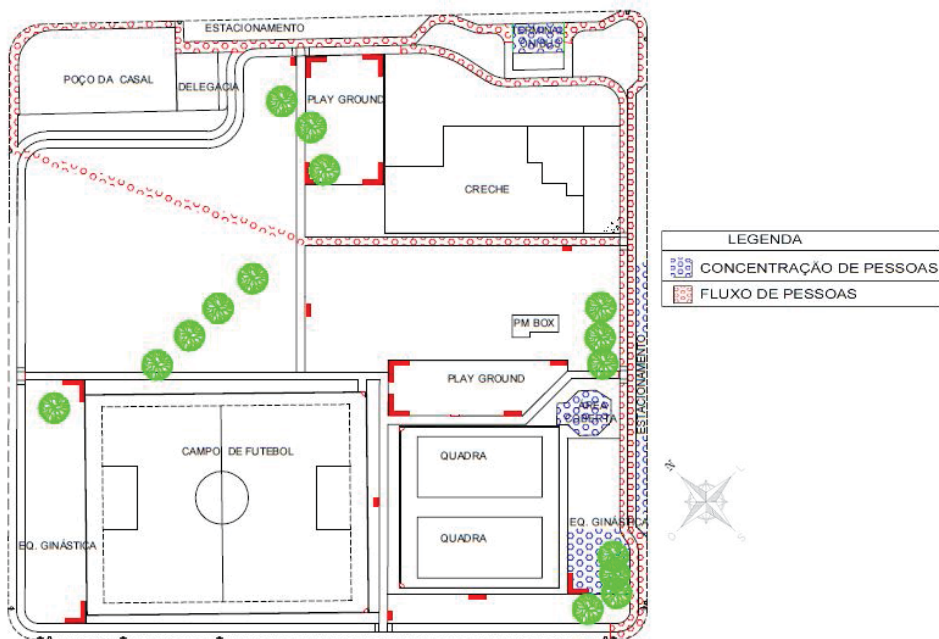 ESTACIONAMENTO
TERMINAL
ÔNIBUS
POÇO DA CASAL
DELEGACIA
PLAY GROUND
CRECHE
LEGENDA
CONCENTRAÇÃO DE PESSOAS
FLUXO DE PESSOAS
PM BOX
ESTACIONAMENTO
PLAY GROUND
ÁREA
COBERTA
CAMPO DE FUTEBOL
QUADRA
N
L
O
S
EQ. GINÁSTICA
QUADRA
EQ. GINÁSTICA